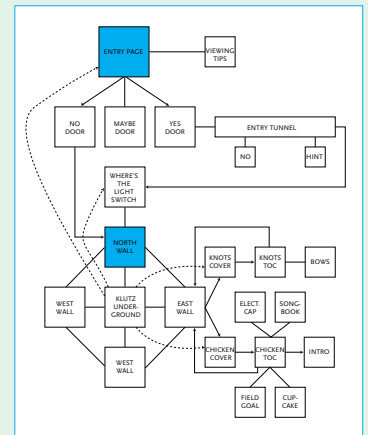 ENTRY PAGE
VIEWING
TIPS
NO
DOOR
MAYBE
DOOR
YES
DOOR
ENTRY TUNNEL
NO
HINT
WHERE'S
THE
LIGHT
SWITCH
NORTH
WALL
KNOTS
COVER
KNOTS
TOC
BOWS
WEST
WALL
KLUTZ
UNDER-
GROUND
EAST
WALL
ELECT.
CAP
SONG-
BOOK
CHICKEN
COVER
CHICKEN
TOC
INTRO
WEST
WALL
FIELD
GOAL
CUP-
CAKE